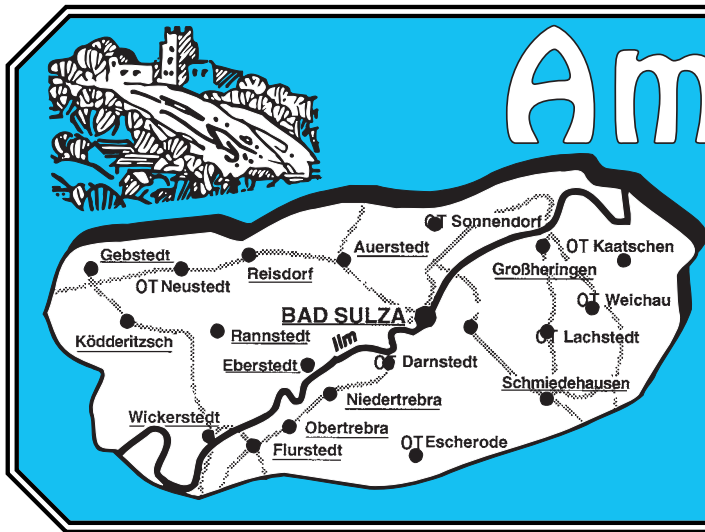 Am
OT Sonnendorf
Gebstedt
Auerstedt
OT Kaatschen
Reisdorf
Großheringen
OT Neustedt
OT Weichau
BAD SULZA
Ködderitzsch
Rannstedt
Ilm
OT Lachstedt
Eberstedt
OT Darnstedt
Schmiedehausen
Niedertrebra
Wickerstedt
Obertrebra
OT Escherode
Flurstedt